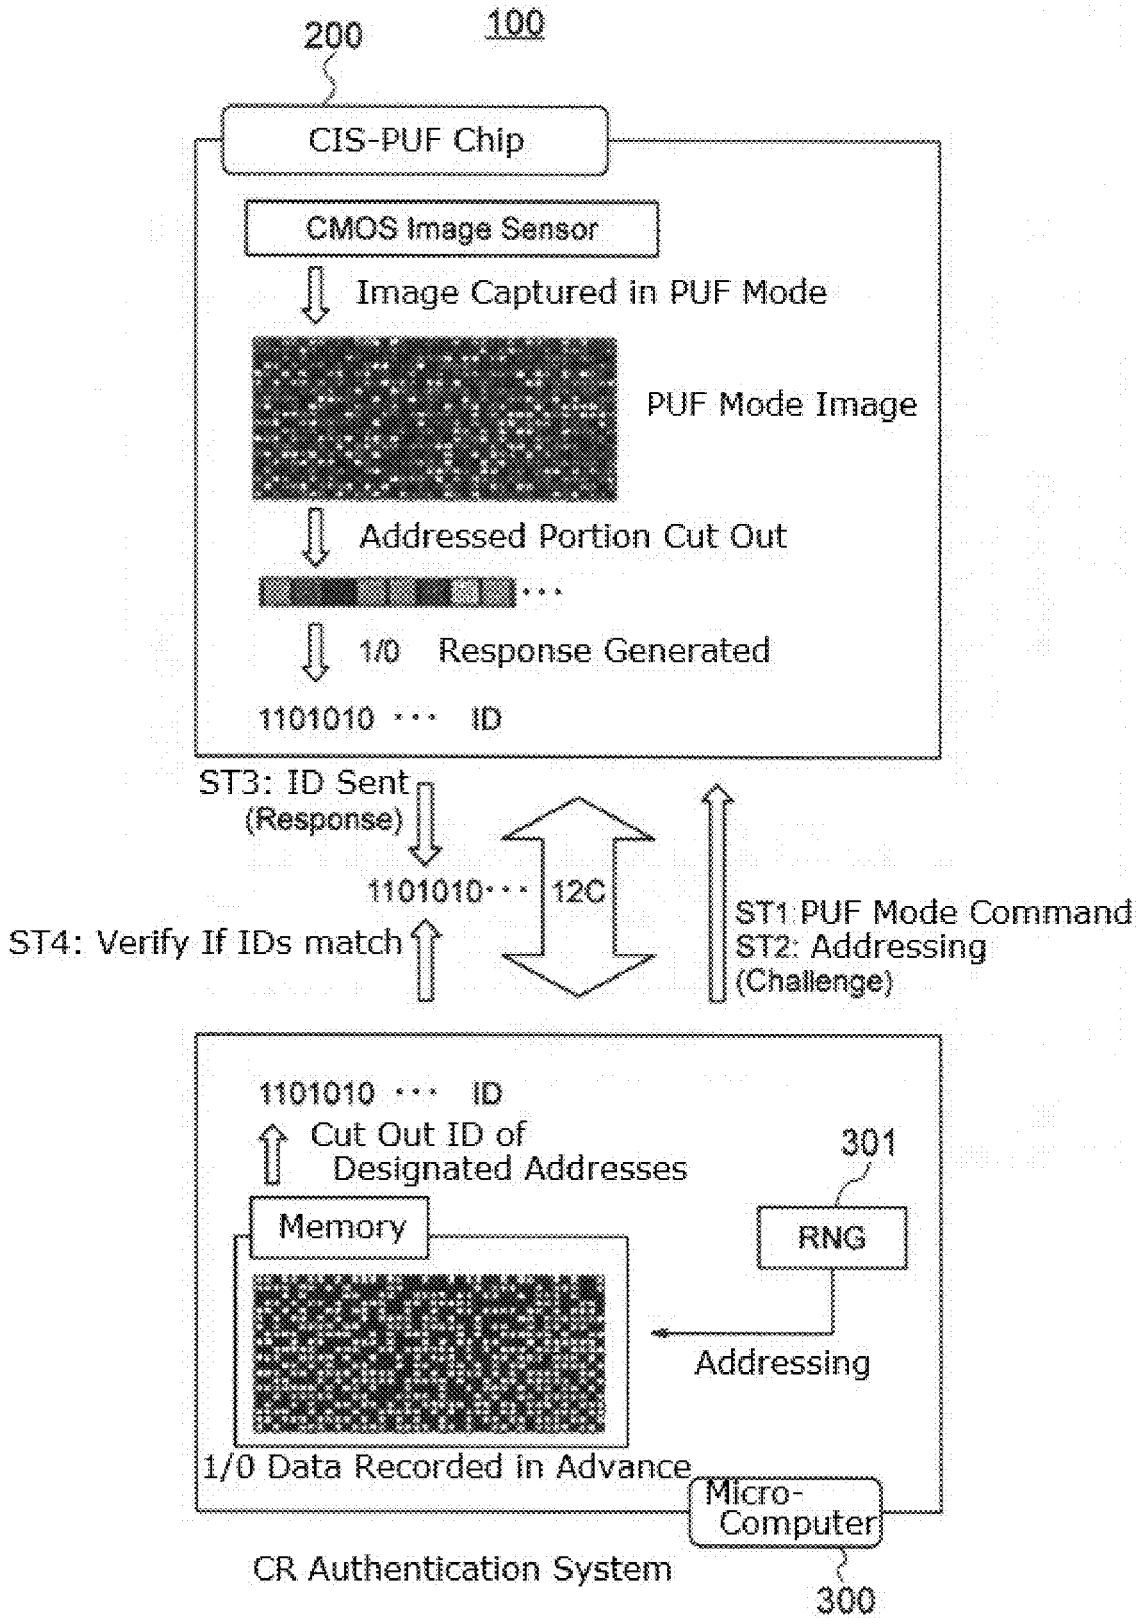 100
200
CIS-PUF Chip
CMOS Image Sensor
Image Captured in PUF Mode
PUF Mode Image
Addressed Portion Cut Out
···
1/0 Response Generated
1101010 ··· ID
ST3: ID Sent
(Response)
1101010···
12C
ST1:PUF Mode Command
ST2: Addressing
(Challenge)
ST4: Verify If IDs match
1101010 ··· ID
Cut Out ID of
Designated Addresses
301
Memory
RNG
Addressing
1/0 Data Recorded in Advance
Micro-
Computer
CR Authentication System
300